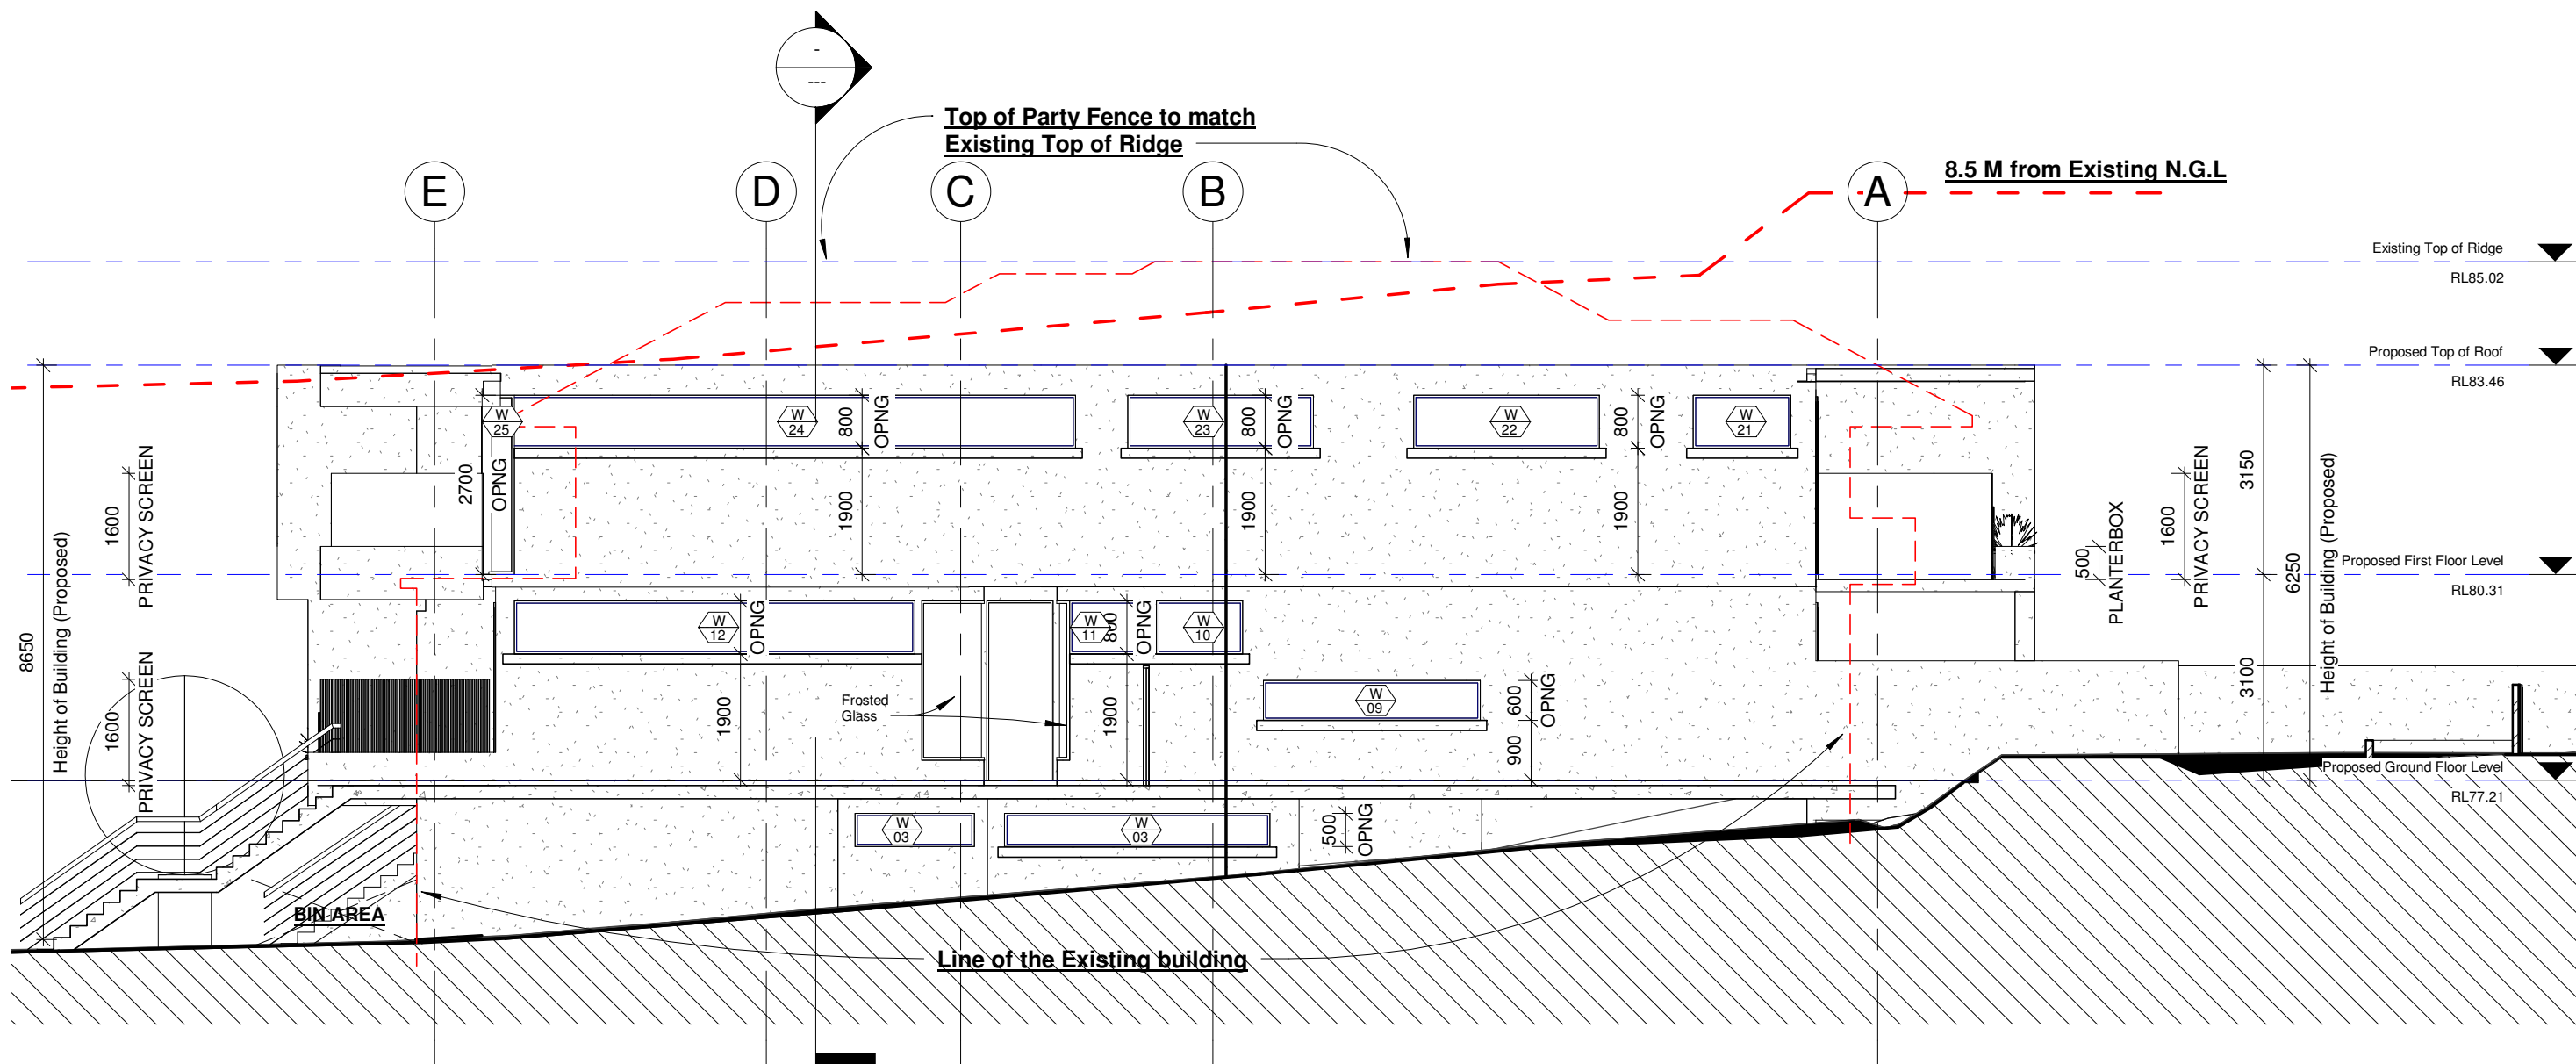 -
---
Top of Party Fence to match
Existing Top of Ridge
8.5 M from Existing N.G.L
E
D
C
B
A
Existing Top of Ridge
RL85.02
Proposed Top of Roof
RL83.46
Proposed First Floor Level
RL80.31
Proposed Ground Floor Level
RL77.21
8650
Height of Building (Proposed)
1600
PRIVACY SCREEN
1600
PRIVACY SCREEN
2700
OPNG
W
25
W
24
800
OPNG
1900
W
23
800
OPNG
1900
W
22
800
OPNG
1900
W
21
W
12
OPNG
1900
Frosted
Glass
W
11
800
OPNG
1900
W
10
W
09
600
OPNG
900
W
03
W
03
500
OPNG
500
PLANTERBOX
1600
PRIVACY SCREEN
3150
3100
6250
Height of Building (Proposed)
BIN AREA
Line of the Existing building